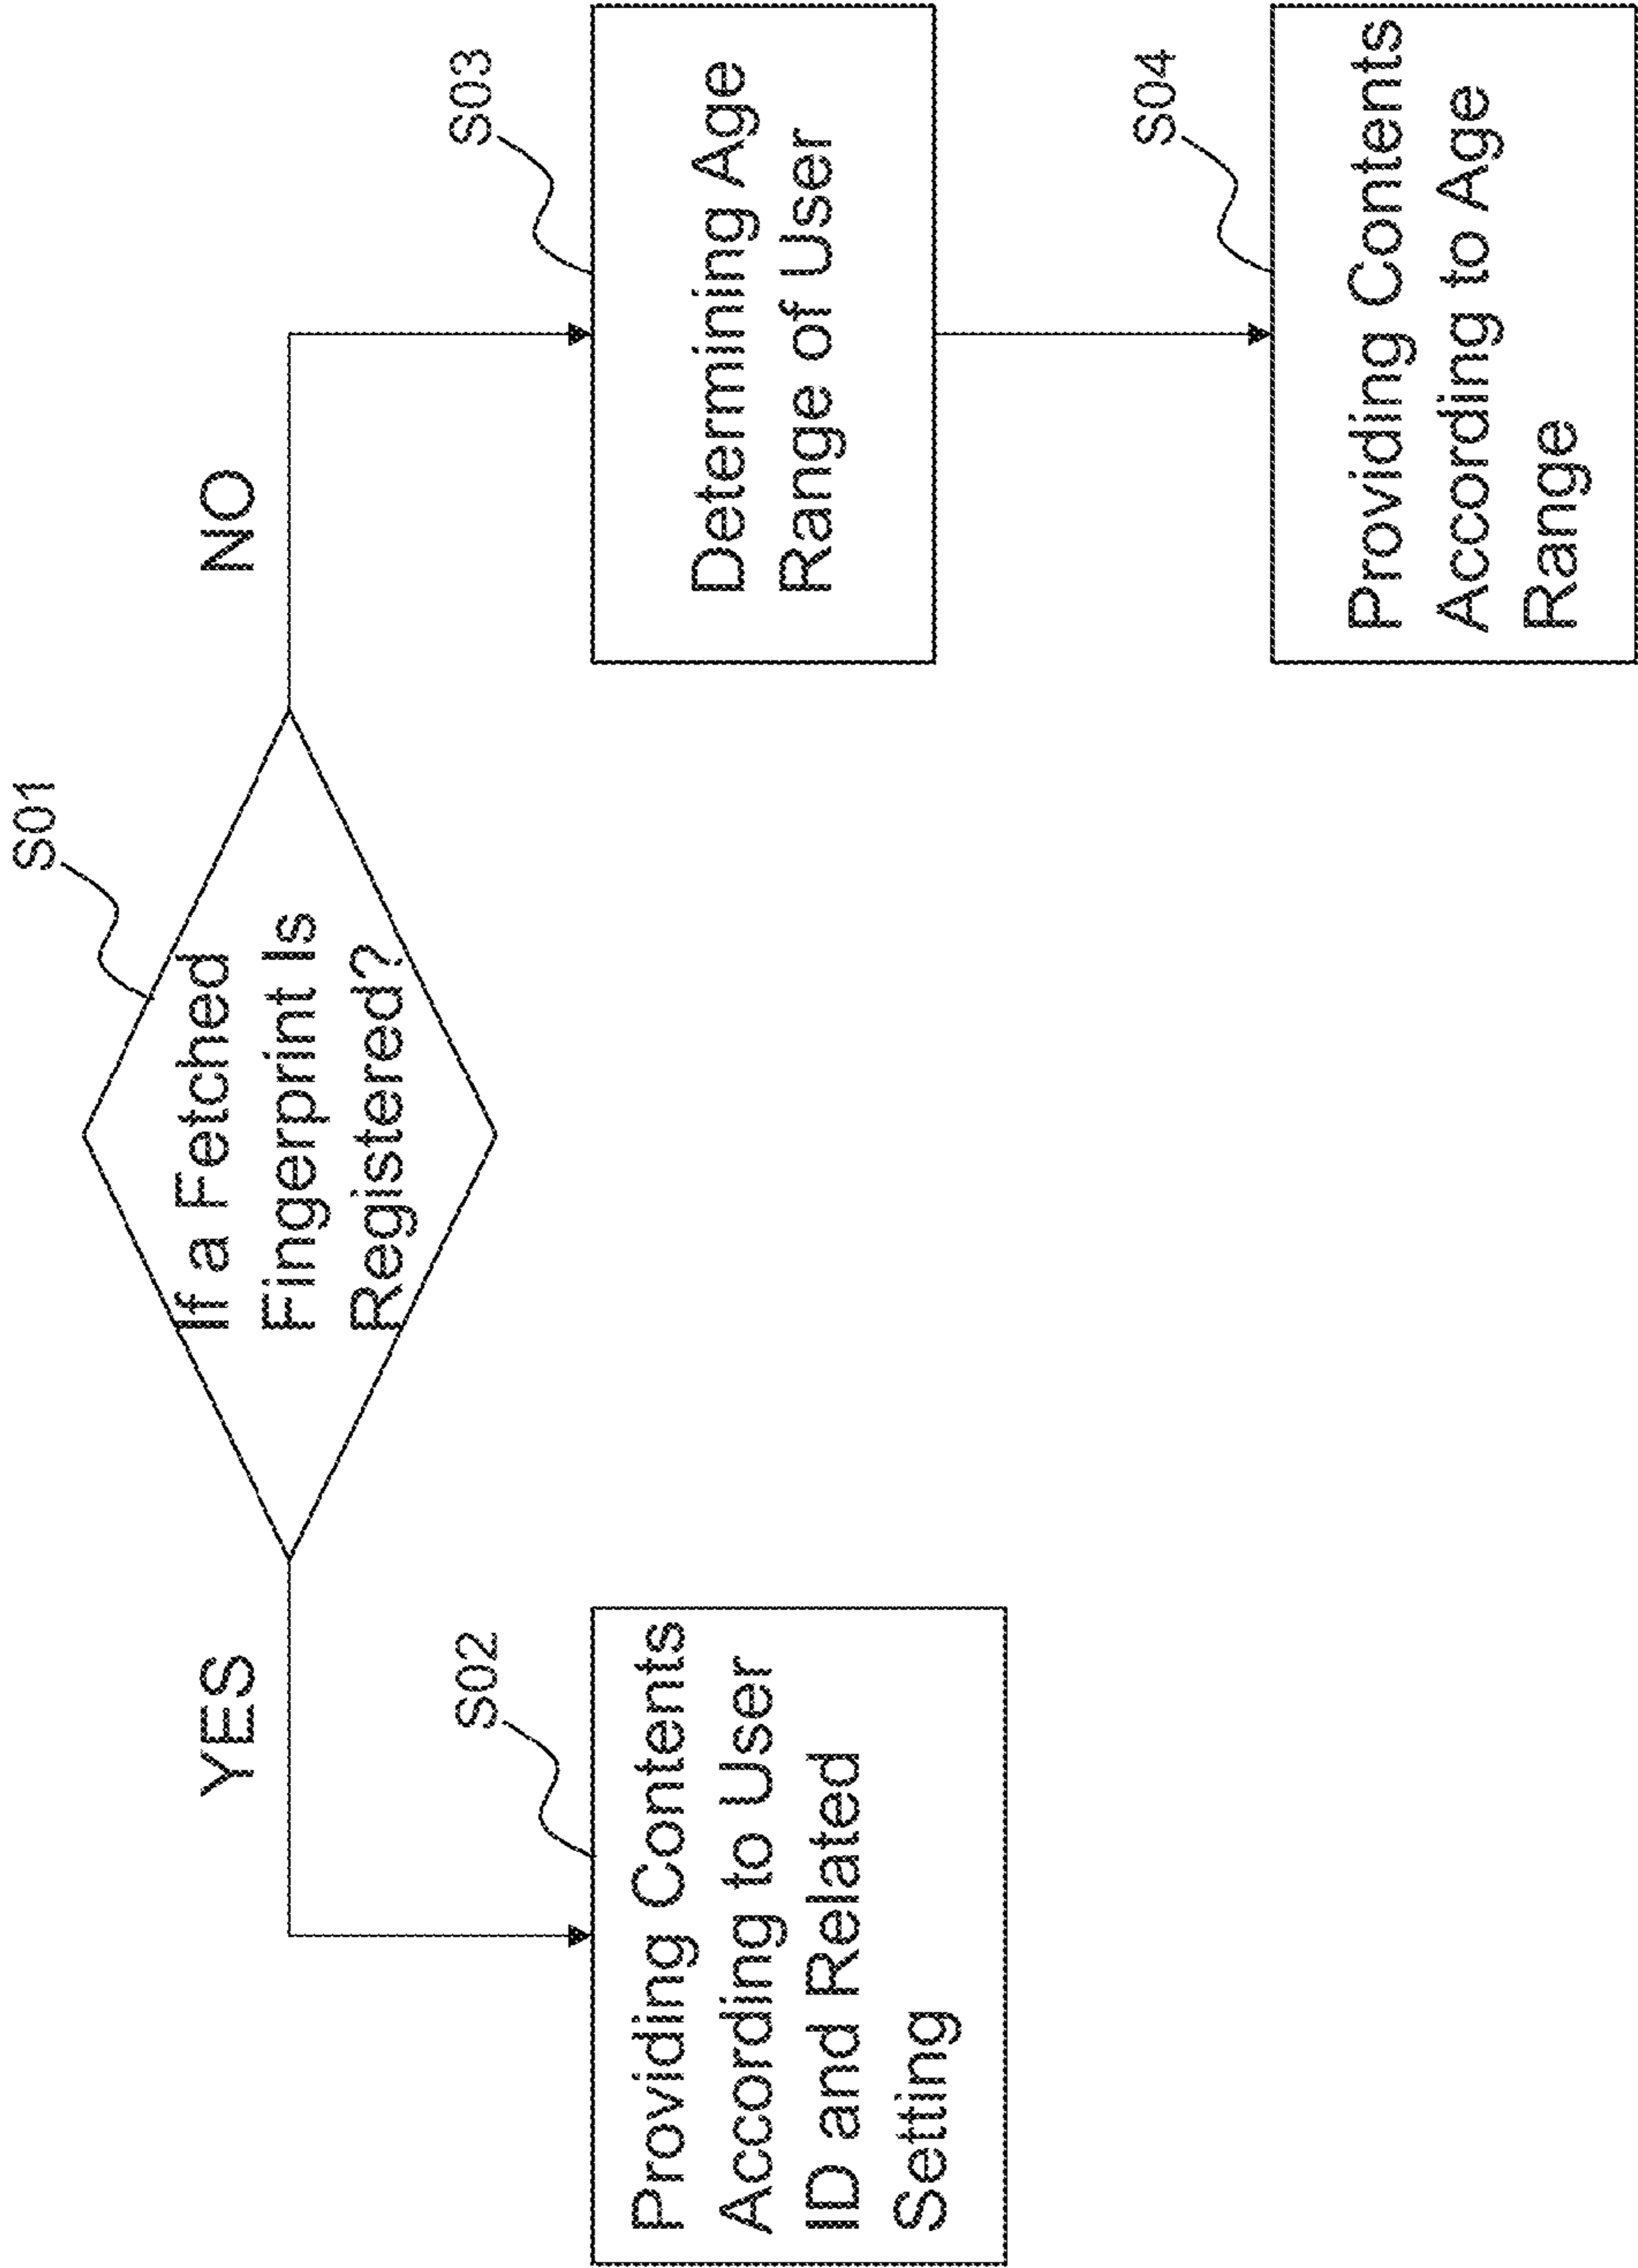 S01
If a Fetched
Fingerprint Is
Registered?
YES
NO
S02
Providing Contents
According to User
ID and Related
Setting
S03
Determining Age
Range of User
S04
Providing Contents
According to Age
Range